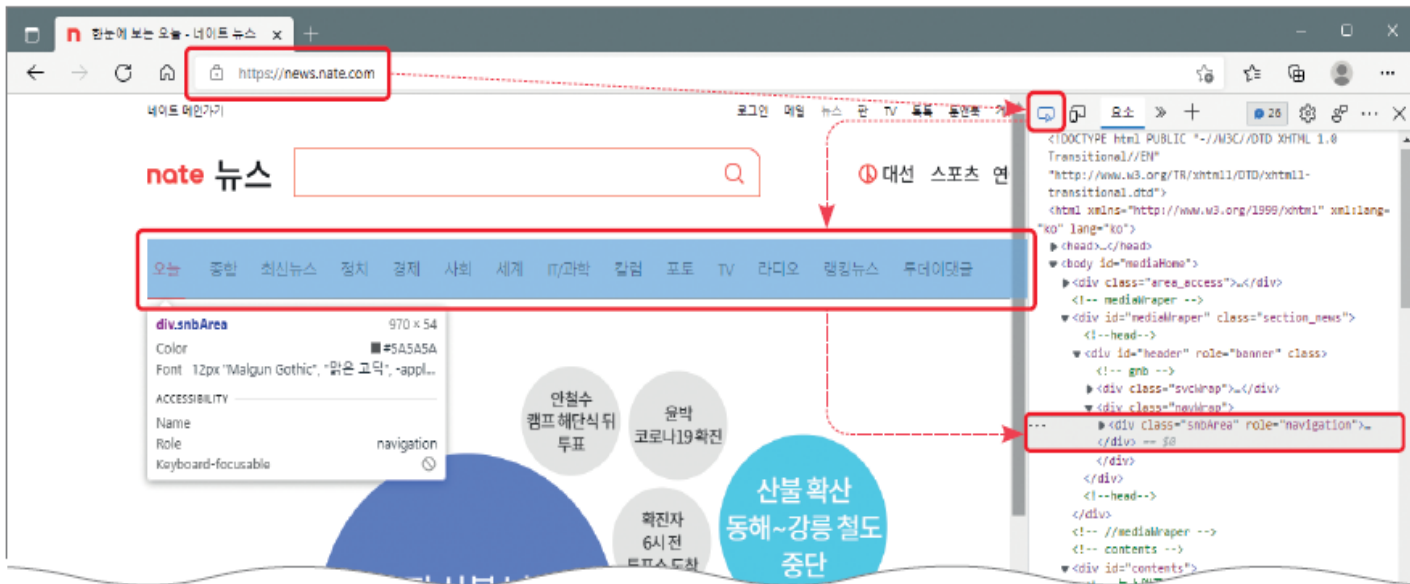 한눈에 보는 오늘 - 네이트 뉴스
https://news.nate.com
네이트 메인가기
로그인 메일 뉴스 판 TV 톡톡
nate 뉴스
대선 스포츠 연
오늘 종합 최신뉴스 정치 경제 사회 세계 IT/과학 칼럼 포토 TV 라디오 랭킹뉴스 투데이댓글
div.snbArea 970 × 54
Color #5A5A5A
Font 12px "Malgun Gothic", "맑은 고딕", -appl...
ACCESSIBILITY
Name
Role navigation
Keyboard-focusable
안철수
캠프 해단식 뒤
투표
윤박
코로나19 확진
확진자
6시 전
산불 확산
동해~강릉 철도
중단
요소 26
<!DOCTYPE html PUBLIC "-//W3C//DTD XHTML 1.0
Transitional//EN"
"http://www.w3.org/TR/xhtml1/DTD/xhtml1-
transitional.dtd">
<html xmlns="http://www.w3.org/1999/xhtml" xml:lang=
"ko" lang="ko">
<head>…</head>
<body id="mediaHome">
<div class="area_access">…</div>
<!-- mediaWraper -->
<div id="mediaWraper" class="section_news">
<!--head-->
<div id="header" role="banner" class>
<!-- gnb -->
<div class="svcWrap">…</div>
<div class="navWrap">
<div class="snbArea" role="navigation">…
</div> == $0
</div>
</div>
<!--head-->
</div>
<!-- //mediaWraper -->
<!-- contents -->
<div id="contents">